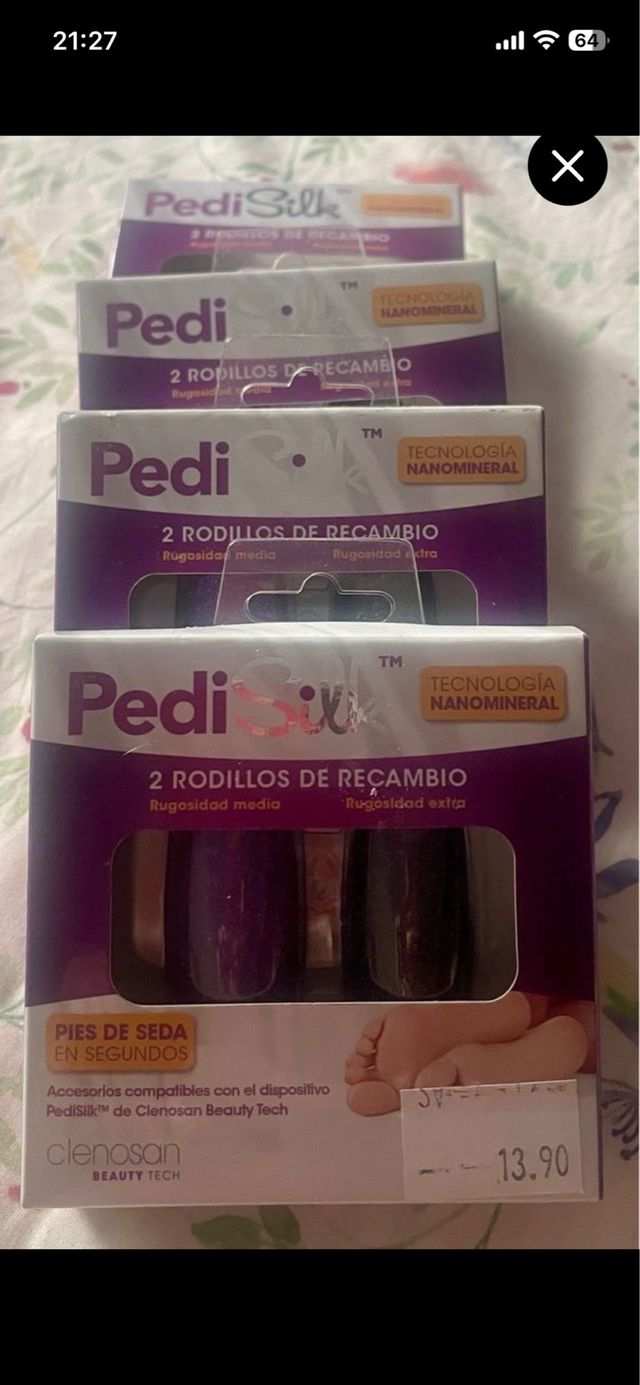 21:27
64
PediSilk™
NANOMINERAL
2 RODILLOS DE RECAMBIO
Pedi
TM
TECNOLOGÍA
NANOMINERAL
2 RODILLOS DE RECAMBIO
Rugosidad media
extra
Pedi
TM
TECNOLOGÍA
NANOMINERAL
2 RODILLOS DE RECAMBIO
Rugosidad media Rugosidad extra
PediSilk
TM
TECNOLOGÍA
NANOMINERAL
2 RODILLOS DE RECAMBIO
Rugosidad media Rugosidad extra
PIES DE SEDA
EN SEGUNDOS
Accesorios compatibles con el dispositivo
PediSilk™ de Clenosan Beauty Tech
clenosan
BEAUTY TECH
13.90